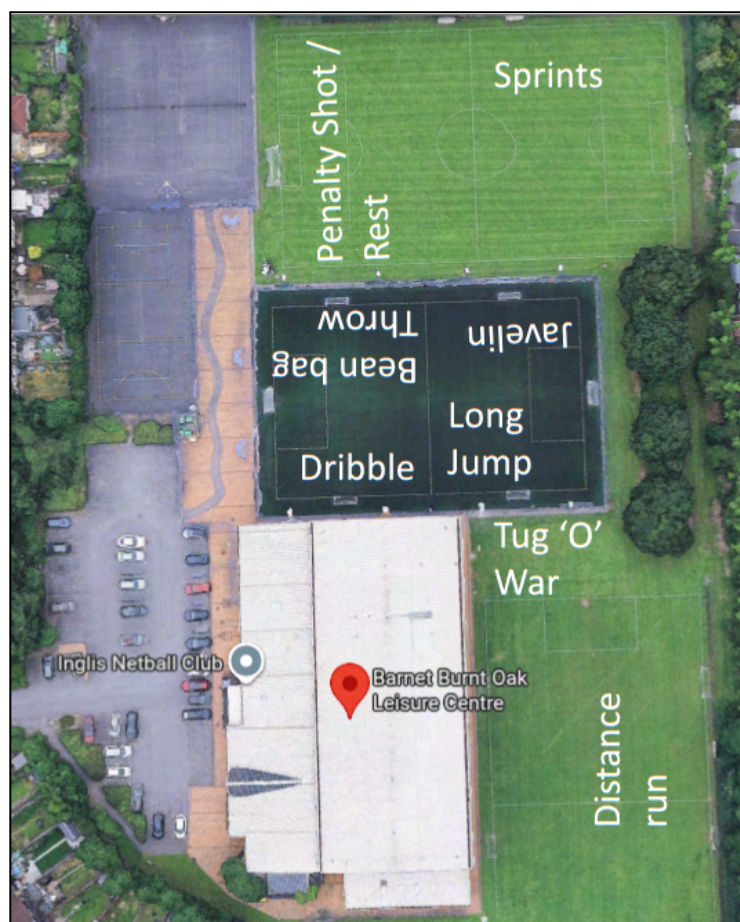 Penalty Shot /
Rest
Sprints
Bean bag
Throw
Javelin
Dribble
Long
Jump
Tug ‘O’
War
Inglis Netball Club
Barnet Burnt Oak
Leisure Centre
Distance
run